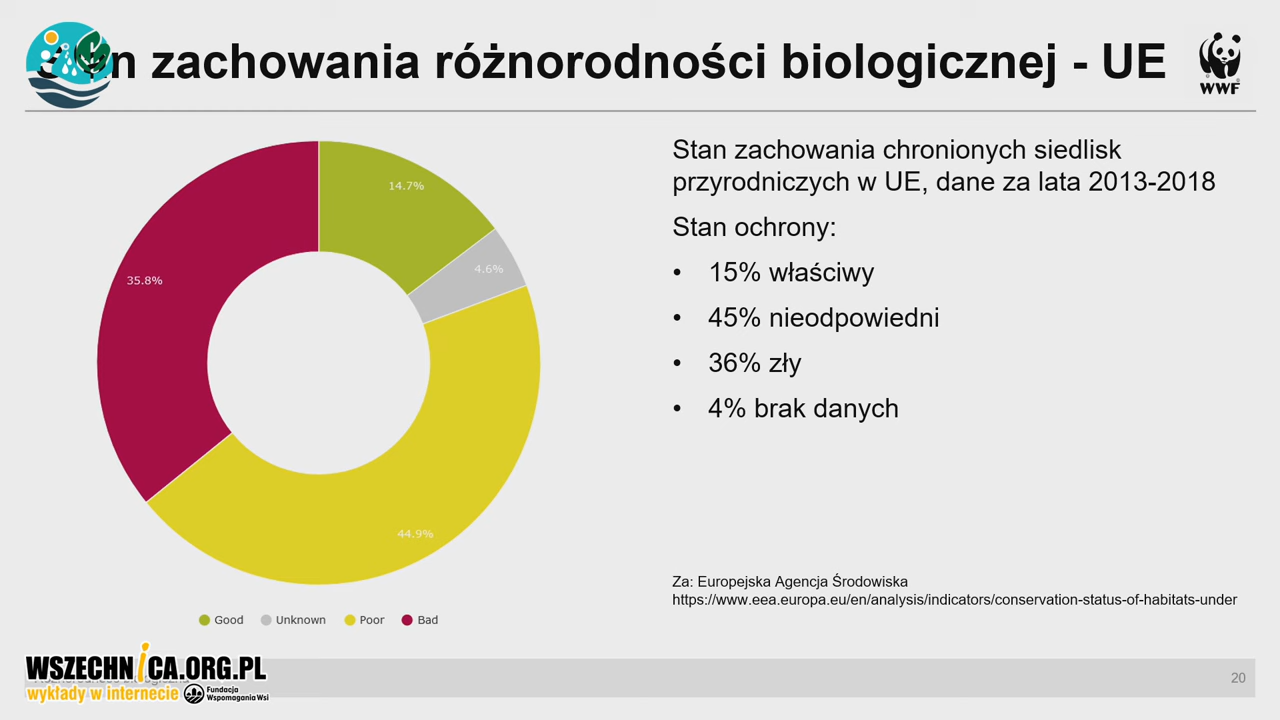 zachowania różnorodności biologicznej - UE
WWF
14.7%
4.6%
35.8%
44.9%
Good
Unknown
Poor
Bad
Stan zachowania chronionych siedlisk
przyrodniczych w UE, dane za lata 2013-2018
Stan ochrony:
• 15% właściwy
• 45% nieodpowiedni
• 36% zły
• 4% brak danych
Za: Europejska Agencja Środowiska
https://www.eea.europa.eu/en/analysis/indicators/conservation-status-of-habitats-under
WSZECHNiCA.ORG.PL
wykłady w internecie
Fundacja
Wspomagania Wsi
20